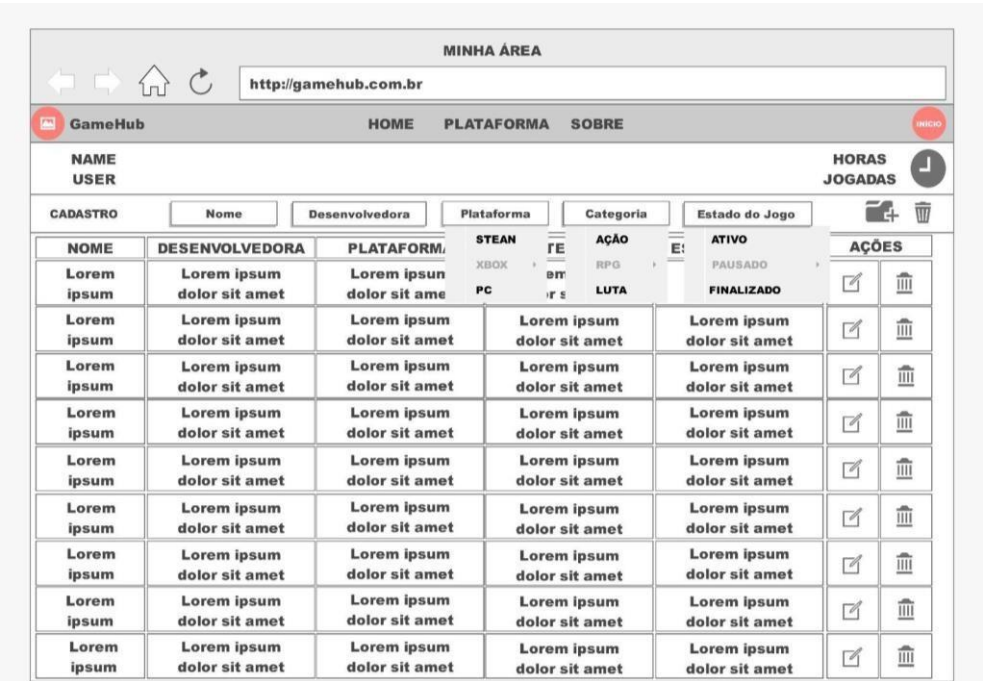 MINHA ÁREA
http://gamehub.com.br
GameHub HOME PLATAFORMA SOBRE INÍCIO
NAME USER
HORAS JOGADAS
CADASTRO Nome Desenvolvedora Plataforma Categoria Estado do Jogo
STEAN AÇÃO ATIVO
XBOX RPG PAUSADO
PC LUTA FINALIZADO
NOME DESENVOLVEDORA PLATAFORMA AÇÕES
Lorem Lorem ipsum Lorem ipsum
ipsum dolor sit amet dolor sit ame
Lorem Lorem ipsum Lorem ipsum Lorem ipsum Lorem ipsum
ipsum dolor sit amet dolor sit amet dolor sit amet dolor sit amet
Lorem Lorem ipsum Lorem ipsum Lorem ipsum Lorem ipsum
ipsum dolor sit amet dolor sit amet dolor sit amet dolor sit amet
Lorem Lorem ipsum Lorem ipsum Lorem ipsum Lorem ipsum
ipsum dolor sit amet dolor sit amet dolor sit amet dolor sit amet
Lorem Lorem ipsum Lorem ipsum Lorem ipsum Lorem ipsum
ipsum dolor sit amet dolor sit amet dolor sit amet dolor sit amet
Lorem Lorem ipsum Lorem ipsum Lorem ipsum Lorem ipsum
ipsum dolor sit amet dolor sit amet dolor sit amet dolor sit amet
Lorem Lorem ipsum Lorem ipsum Lorem ipsum Lorem ipsum
ipsum dolor sit amet dolor sit amet dolor sit amet dolor sit amet
Lorem Lorem ipsum Lorem ipsum Lorem ipsum Lorem ipsum
ipsum dolor sit amet dolor sit amet dolor sit amet dolor sit amet
Lorem Lorem ipsum Lorem ipsum Lorem ipsum Lorem ipsum
ipsum dolor sit amet dolor sit amet dolor sit amet dolor sit amet